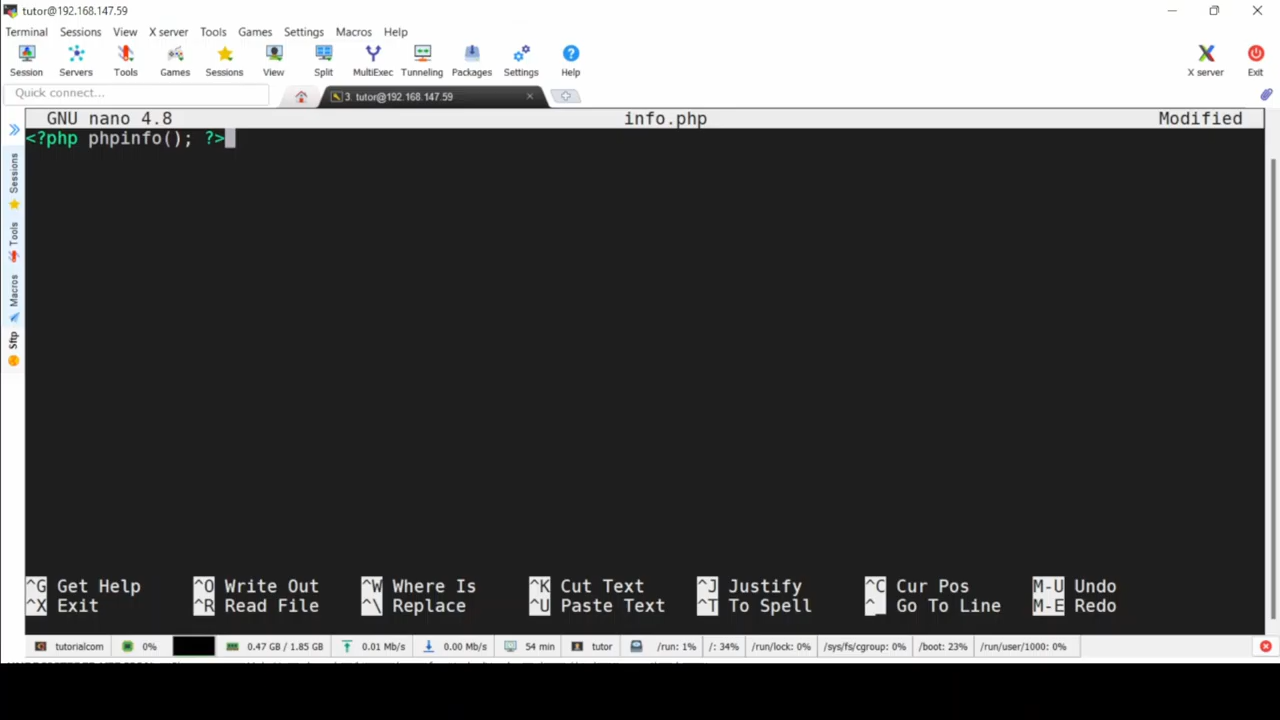 tutor@192.168.147.59
Terminal Sessions View X server Tools Games Settings Macros Help
Session Servers Tools Games Sessions View Split MultiExec Tunneling Packages Settings Help X server Exit
Quick connect...
3. tutor@192.168.147.59
GNU nano 4.8 info.php Modified
<?php phpinfo(); ?>
Sessions
Tools
Macros
Sftp
^G Get Help ^O Write Out ^W Where Is ^K Cut Text ^J Justify ^C Cur Pos M-U Undo
^X Exit ^R Read File ^\ Replace ^U Paste Text ^T To Spell ^_ Go To Line M-E Redo
tutorialcom 0% 0.47 GB / 1.85 GB 0.01 Mb/s 0.00 Mb/s 54 min tutor /run: 1% /: 34% /run/lock: 0% /sys/fs/cgroup: 0% /boot: 23% /run/user/1000: 0%